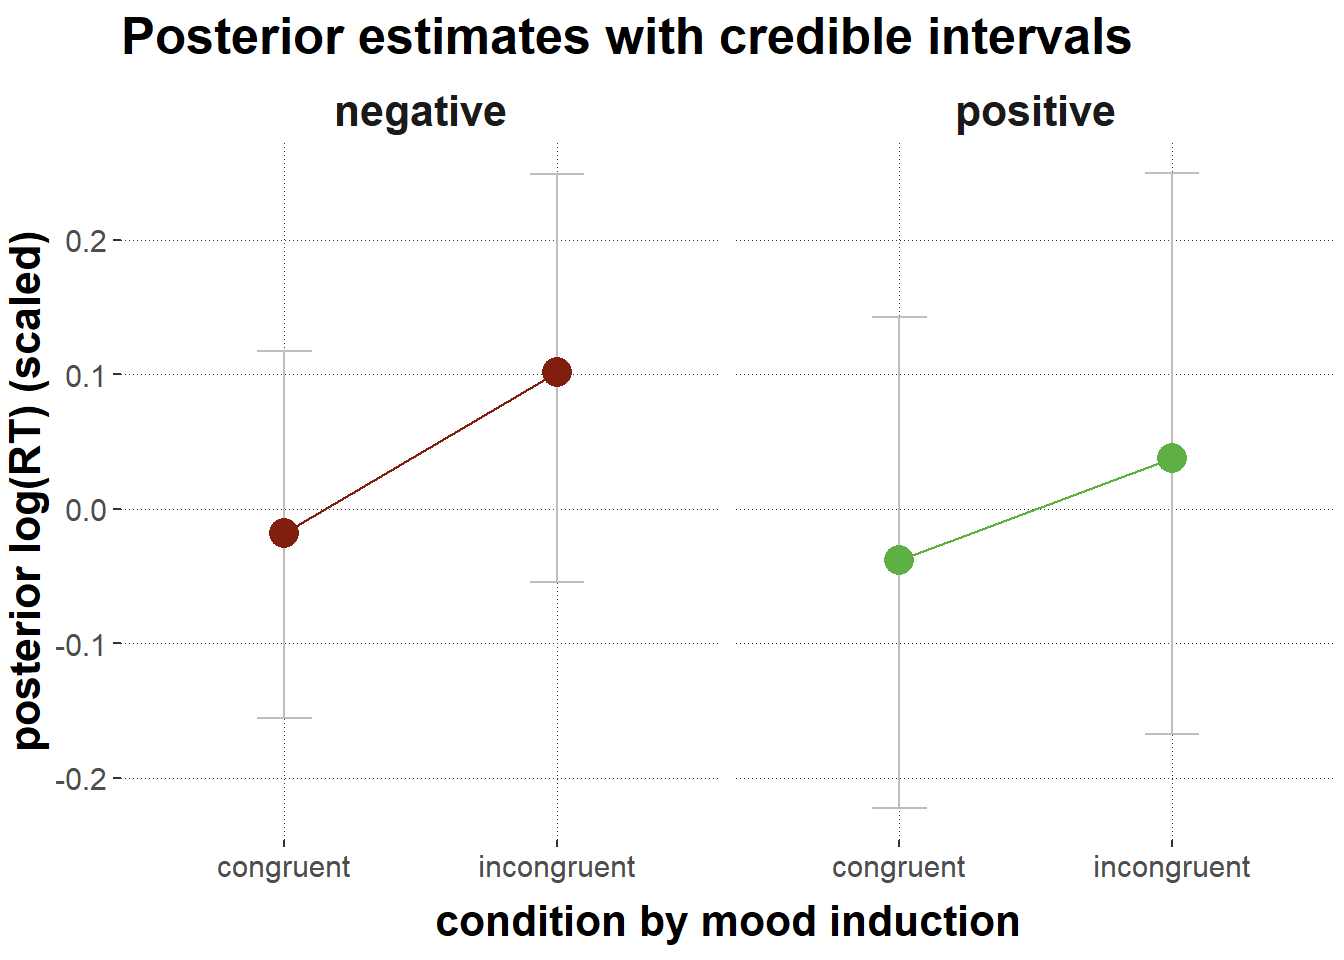 Posterior estimates with credible intervals
negative positive
posterior log(RT) (scaled)
0.2
0.1
0.0
-0.1
-0.2
congruent incongruent congruent incongruent
condition by mood induction